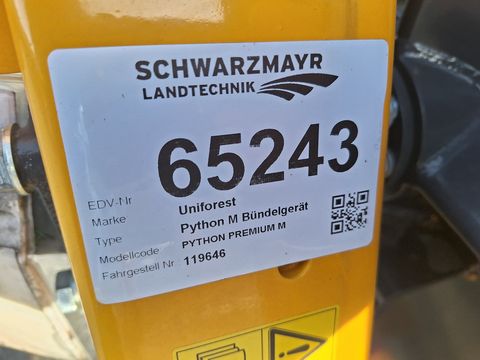 SCHWARZMAYR
LANDTECHNIK
EDV-Nr 65243
Marke Uniforest
Type Python M Bündelgerät
Modellcode PYTHON PREMIUM M
Fahrgestell Nr 119646